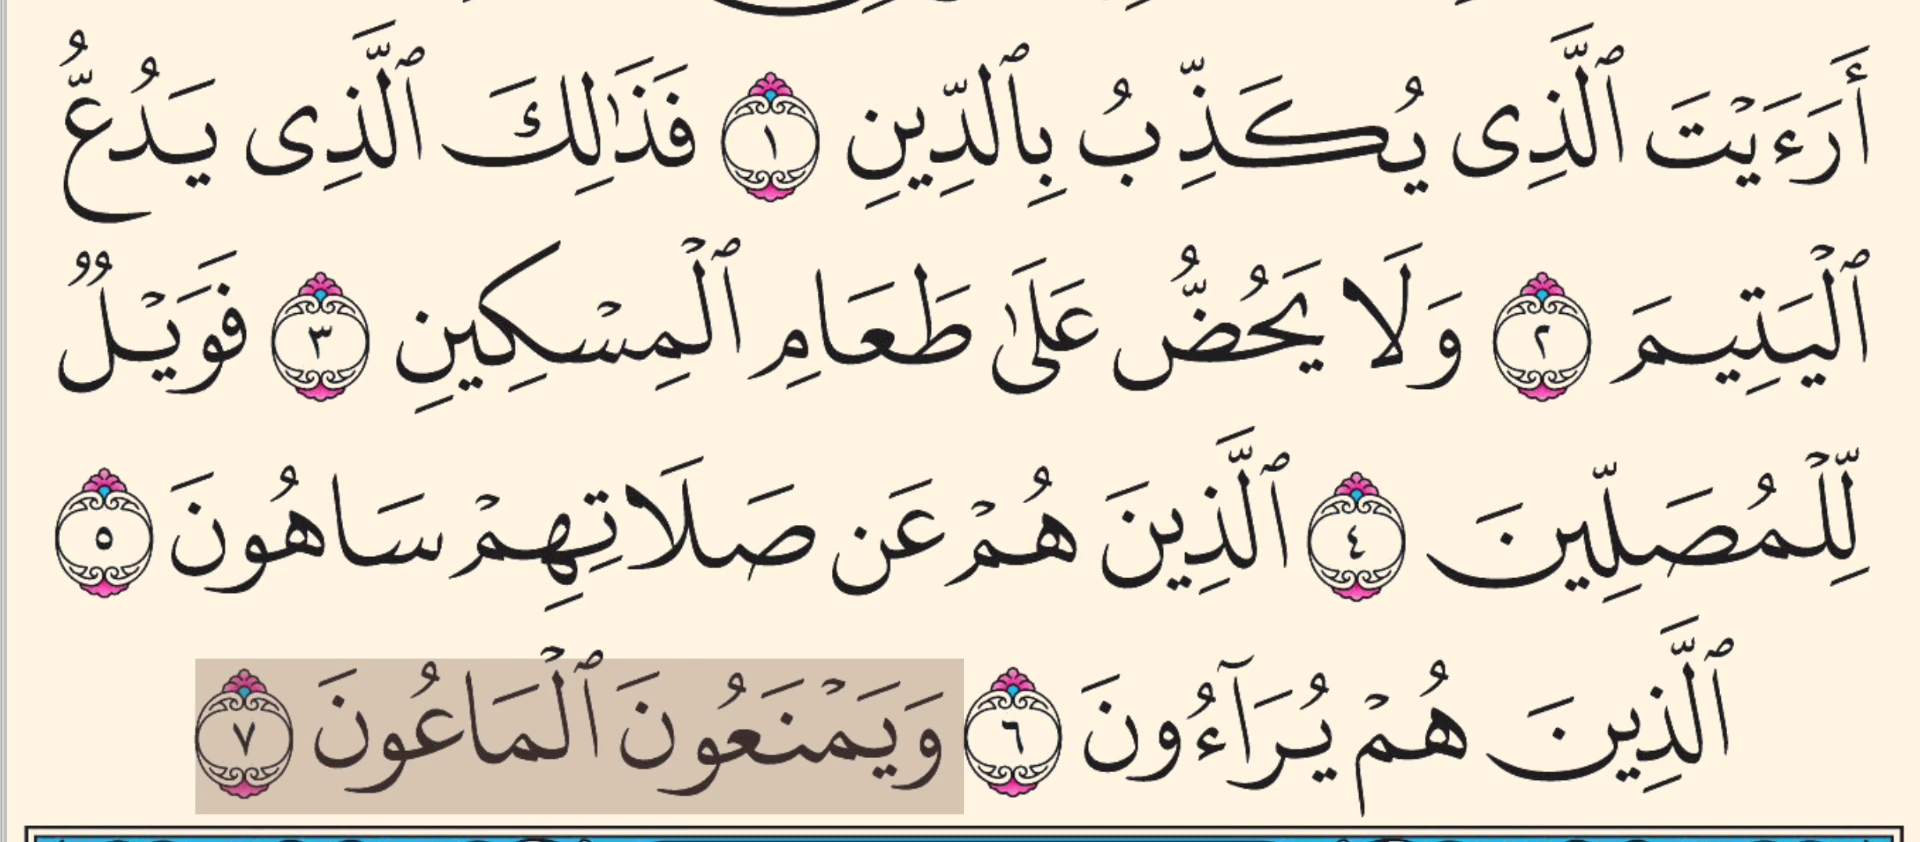 أَرَءَيْتَ ٱلَّذِى يُكَذِّبُ بِٱلدِّينِ ١ فَذَٰلِكَ ٱلَّذِى يَدُعُّ
ٱلْيَتِيمَ ٢ وَلَا يَحُضُّ عَلَىٰ طَعَامِ ٱلْمِسْكِينِ ٣ فَوَيْلٌ
لِّلْمُصَلِّينَ ٤ ٱلَّذِينَ هُمْ عَن صَلَاتِهِمْ سَاهُونَ ٥
ٱلَّذِينَ هُمْ يُرَآءُونَ ٦ وَيَمْنَعُونَ ٱلْمَاعُونَ ٧